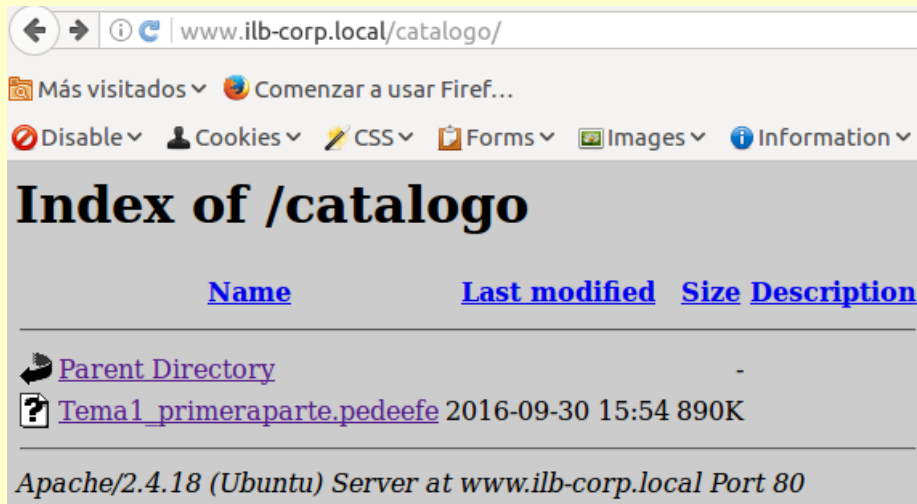 www.ilb-corp.local/catalogo/
Más visitados Comenzar a usar Firef...
Disable Cookies CSS Forms Images Information
Index of /catalogo
Name Last modified Size Description
Parent Directory -
Tema1_primeraparte.pedeefe 2016-09-30 15:54 890K
Apache/2.4.18 (Ubuntu) Server at www.ilb-corp.local Port 80